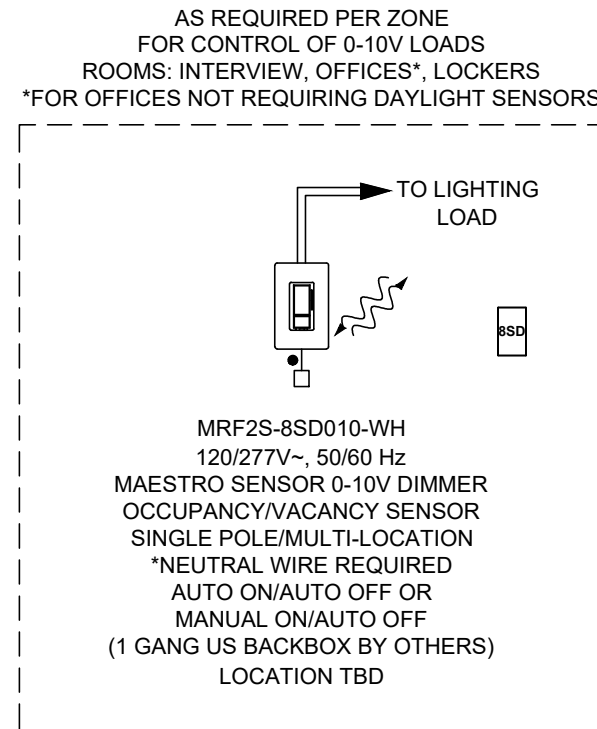 AS REQUIRED PER ZONE
FOR CONTROL OF 0-10V LOADS
ROOMS: INTERVIEW, OFFICES*, LOCKERS
*FOR OFFICES NOT REQUIRING DAYLIGHT SENSORS
TO LIGHTING
LOAD
8SD
MRF2S-8SD010-WH
120/277V~, 50/60 Hz
MAESTRO SENSOR 0-10V DIMMER
OCCUPANCY/VACANCY SENSOR
SINGLE POLE/MULTI-LOCATION
*NEUTRAL WIRE REQUIRED
AUTO ON/AUTO OFF OR
MANUAL ON/AUTO OFF
(1 GANG US BACKBOX BY OTHERS)
LOCATION TBD